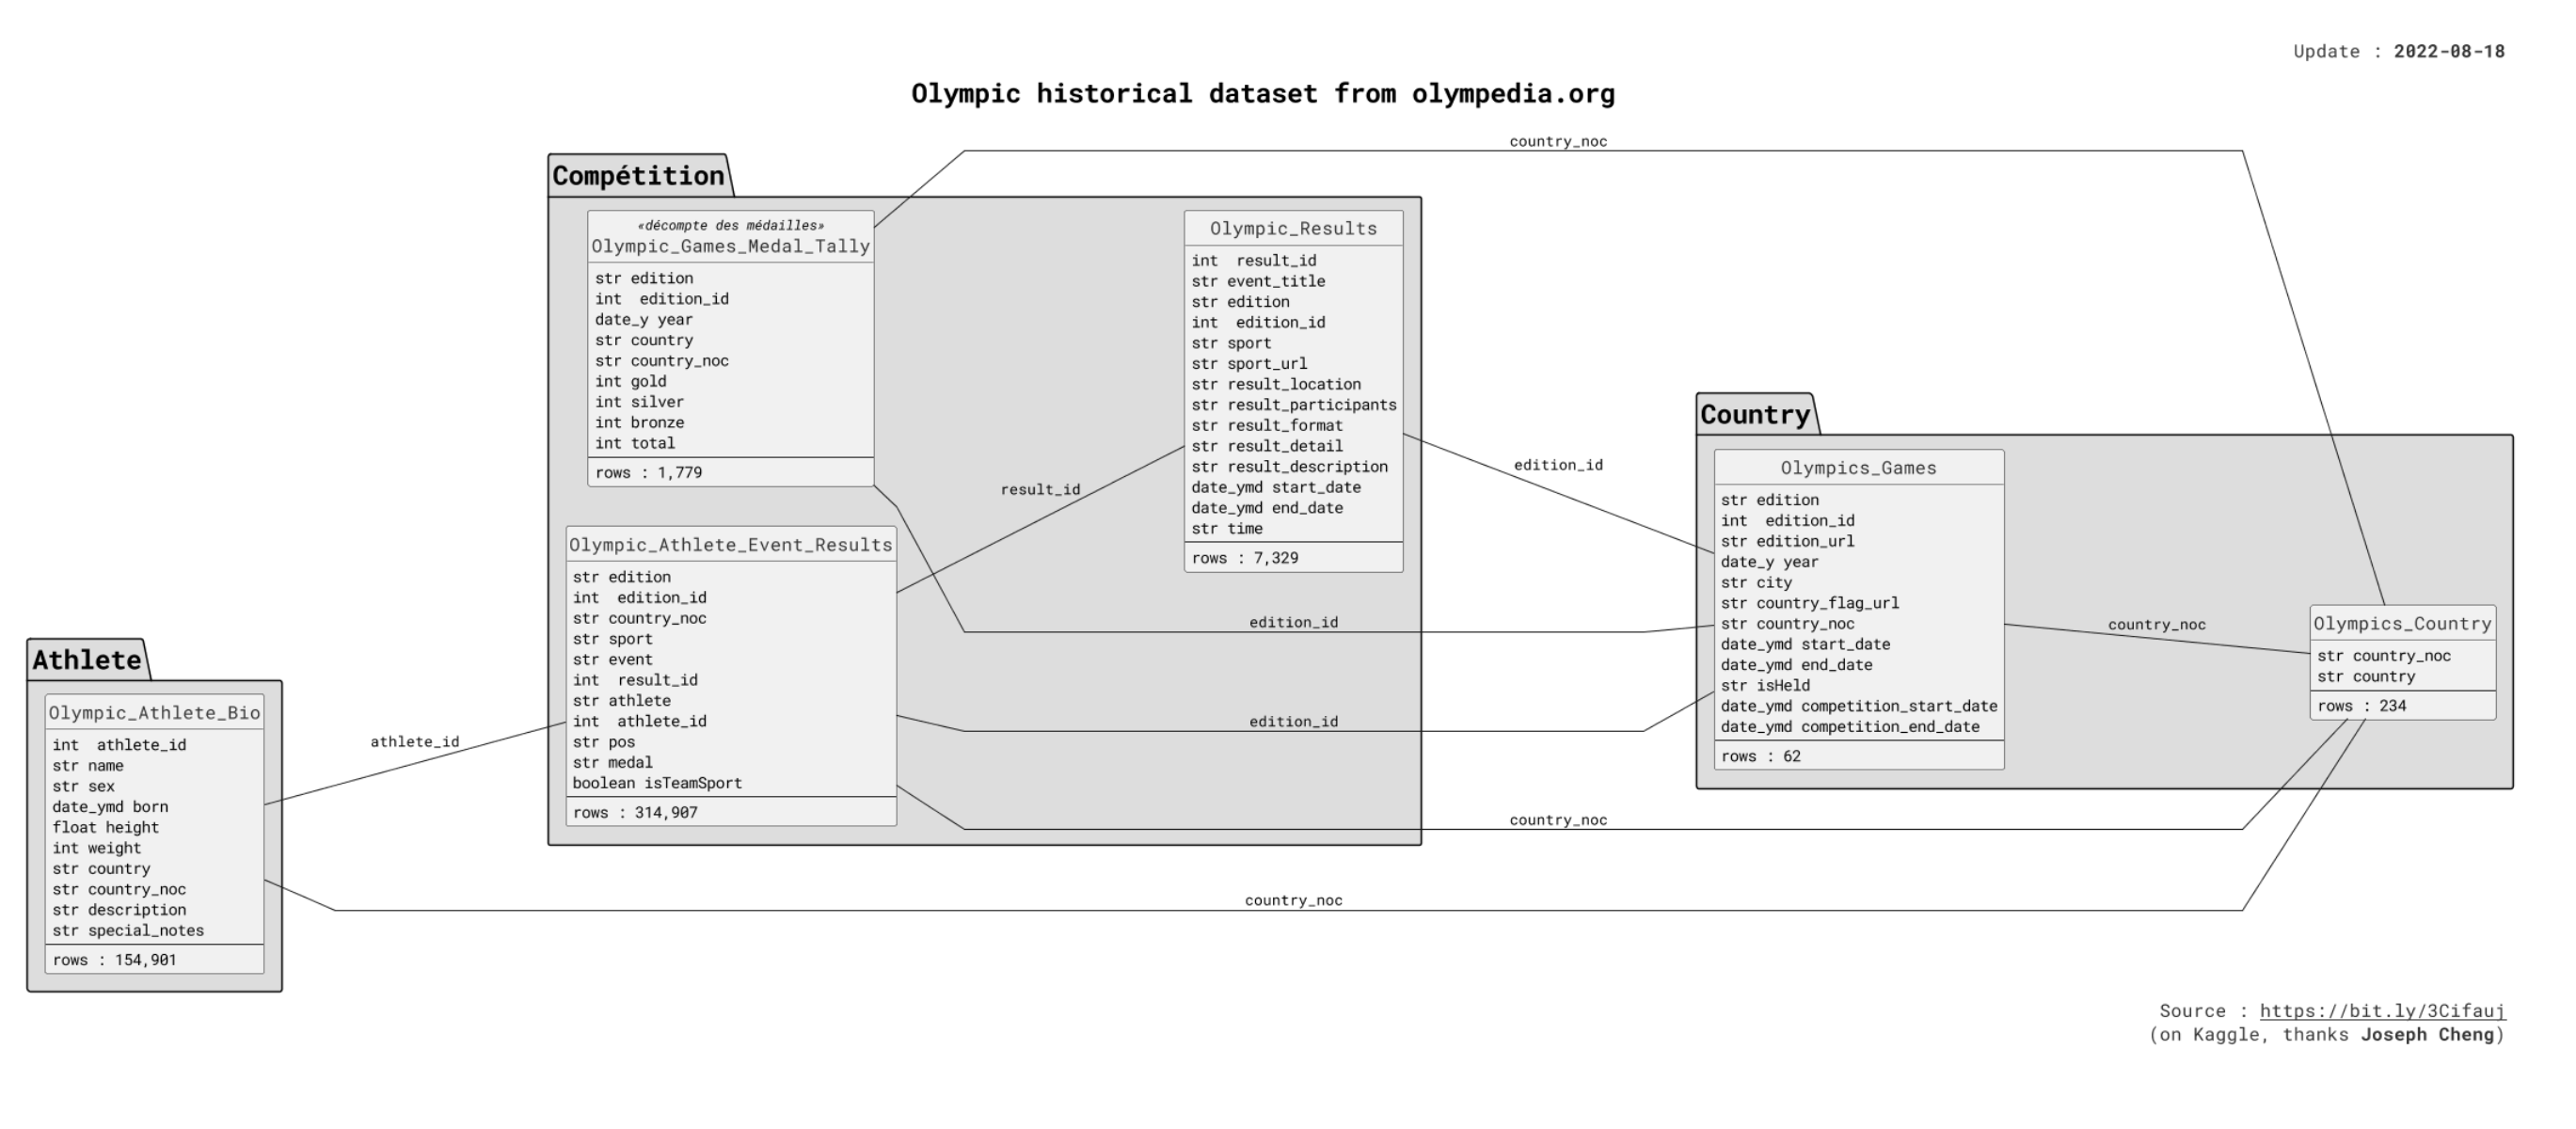 Update : 2022-08-18
Olympic historical dataset from olympedia.org
country_noc
Compétition
«décompte des médailles»
Olympic_Games_Medal_Tally
str edition
int edition_id
date_y year
str country
str country_noc
int gold
int silver
int bronze
int total
rows : 1,779
Olympic_Results
int result_id
str event_title
str edition
int edition_id
str sport
str sport_url
str result_location
str result_participants
str result_format
str result_detail
str result_description
date_ymd start_date
date_ymd end_date
str time
rows : 7,329
result_id
edition_id
Olympic_Athlete_Event_Results
str edition
int edition_id
str country_noc
str sport
str event
int result_id
str athlete
int athlete_id
str pos
str medal
boolean isTeamSport
rows : 314,907
edition_id
edition_id
country_noc
Country
Olympics_Games
str edition
int edition_id
str edition_url
date_y year
str city
str country_flag_url
str country_noc
date_ymd start_date
date_ymd end_date
str isHeld
date_ymd competition_start_date
date_ymd competition_end_date
rows : 62
country_noc
Olympics_Country
str country_noc
str country
rows : 234
Athlete
Olympic_Athlete_Bio
int athlete_id
str name
str sex
date_ymd born
float height
int weight
str country
str country_noc
str description
str special_notes
rows : 154,901
athlete_id
country_noc
Source : https://bit.ly/3Cifauj
(on Kaggle, thanks Joseph Cheng)